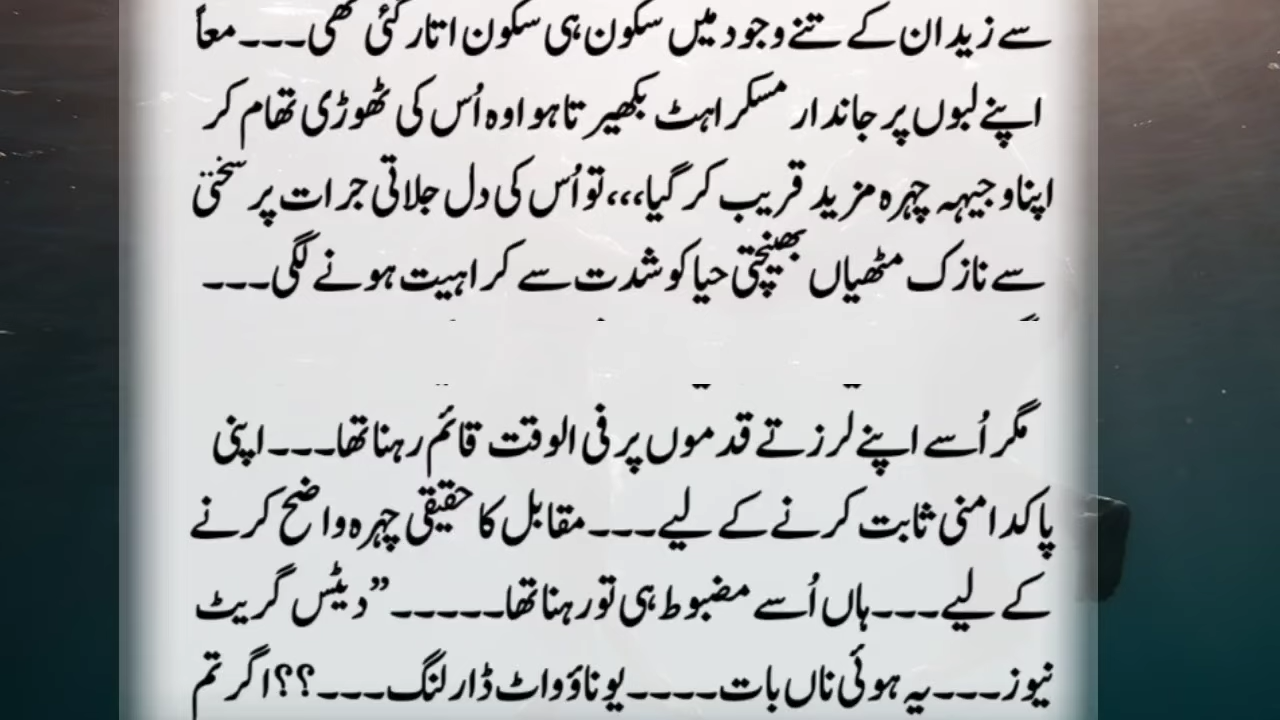 سے زیدان کے تنے وجود میں سکون ہی سکون اتار گئی تھی۔۔۔ معاً
اپنے لبوں پر جاندار مسکراہٹ بکھیرتا ہوا وہ اُس کی ٹھوڑی تھام کر
اپنا وجیہہ چہرہ مزید قریب کر گیا،،،، تو اُس کی دل جلاتی جرات پر سختی
سے نازک مٹھیاں بھینچتی حیا کو شدت سے کراہیت ہونے لگی۔۔۔
مگر اُسے اپنے لرزتے قدموں پر فی الوقت قائم رہنا تھا۔۔۔ اپنی
پاکدامنی ثابت کرنے کے لیے۔۔۔ مقابل کا حقیقی چہرہ واضح کرنے
کے لیے۔۔۔ ہاں اُسے مضبوط ہی تو رہنا تھا۔۔۔۔۔ ”دیٹس گریٹ
نیوز۔۔۔ یہ ہوئی ناں بات۔۔۔۔ یو ناؤ واٹ ڈارلنگ۔۔۔؟؟ اگر تم